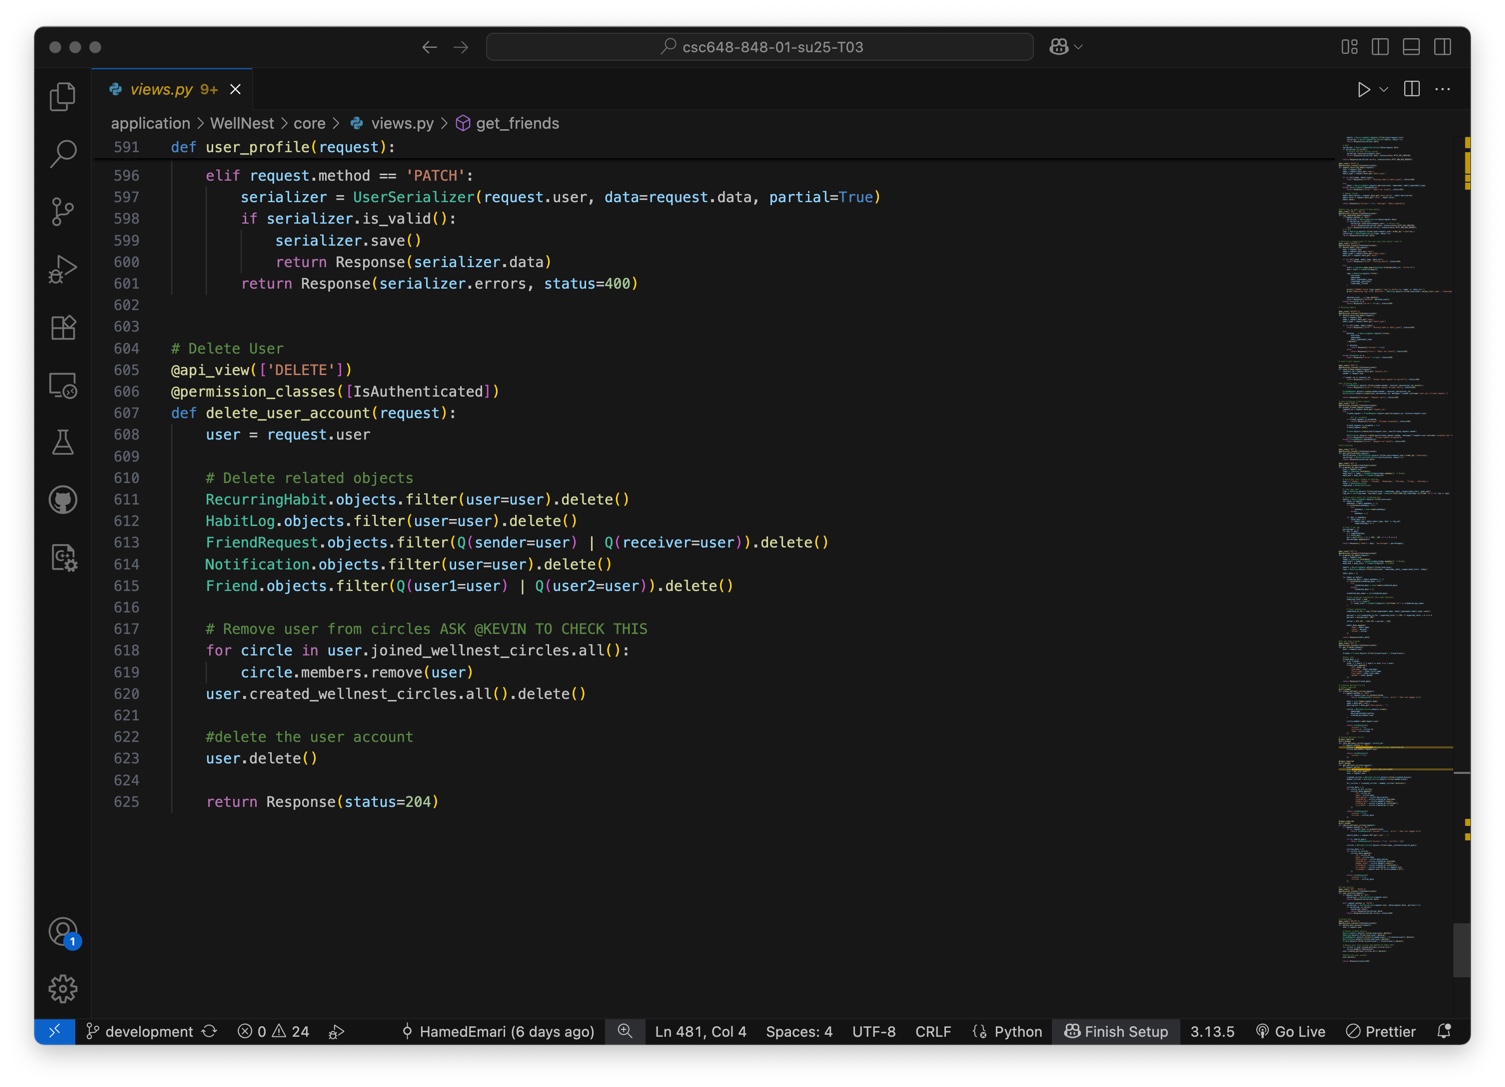 csc648-848-01-su25-T03
views.py 9+
application > WellNest > core > views.py > get_friends
591 def user_profile(request):
596 elif request.method == 'PATCH':
597 serializer = UserSerializer(request.user, data=request.data, partial=True)
598 if serializer.is_valid():
599 serializer.save()
600 return Response(serializer.data)
601 return Response(serializer.errors, status=400)
602
603
604 # Delete User
605 @api_view(['DELETE'])
606 @permission_classes([IsAuthenticated])
607 def delete_user_account(request):
608 user = request.user
609
610 # Delete related objects
611 RecurringHabit.objects.filter(user=user).delete()
612 HabitLog.objects.filter(user=user).delete()
613 FriendRequest.objects.filter(Q(sender=user) | Q(receiver=user)).delete()
614 Notification.objects.filter(user=user).delete()
615 Friend.objects.filter(Q(user1=user) | Q(user2=user)).delete()
616
617 # Remove user from circles ASK @KEVIN TO CHECK THIS
618 for circle in user.joined_wellnest_circles.all():
619 circle.members.remove(user)
620 user.created_wellnest_circles.all().delete()
621
622 #delete the user account
623 user.delete()
624
625 return Response(status=204)
1
development 0 24 HamedEmari (6 days ago) Ln 481, Col 4 Spaces: 4 UTF-8 CRLF Python Finish Setup 3.13.5 Go Live Prettier